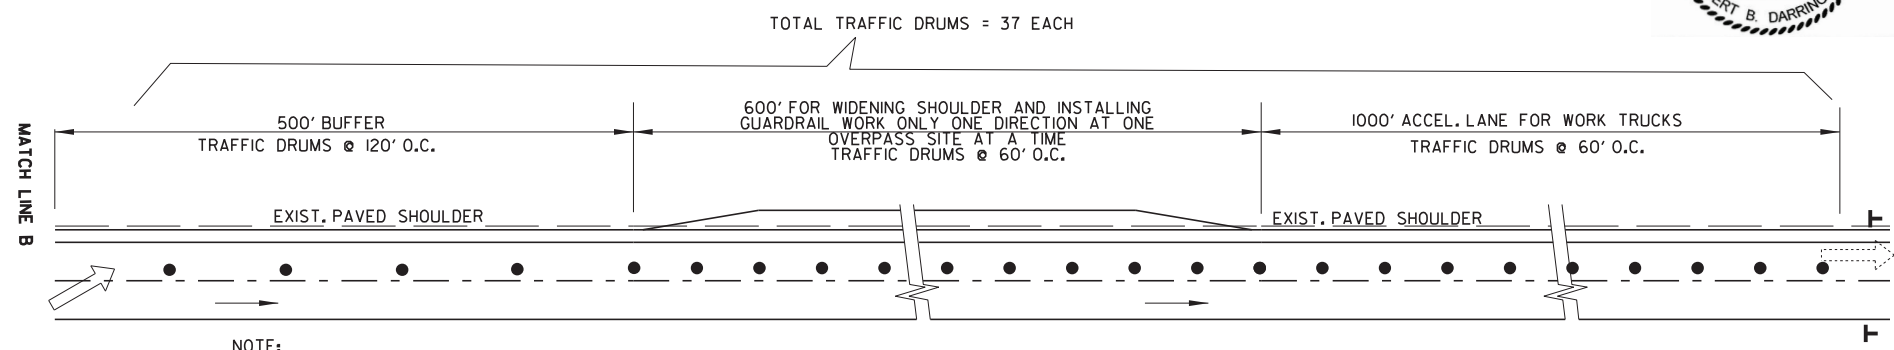 TOTAL TRAFFIC DRUMS = 37 EACH
B. DARRING
MATCH LINE B
500' BUFFER
TRAFFIC DRUMS @ 120' O.C.
600' FOR WIDENING SHOULDER AND INSTALLING
GUARDRAIL WORK ONLY ONE DIRECTION AT ONE
OVERPASS SITE AT A TIME
TRAFFIC DRUMS @ 60' O.C.
1000' ACCEL. LANE FOR WORK TRUCKS
TRAFFIC DRUMS @ 60' O.C.
EXIST. PAVED SHOULDER
EXIST. PAVED SHOULDER
NOTE: